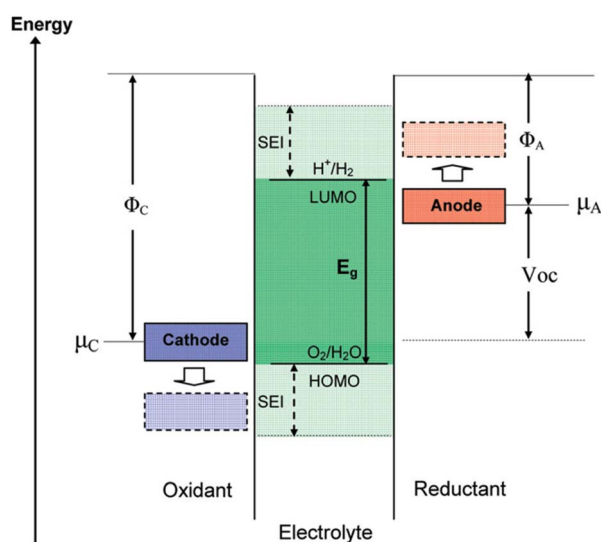 Energy
SEI
H⁺/H₂
LUMO
Φ_A
Φ_C
Anode
μ_A
E_g
Voc
μ_C
Cathode
O₂/H₂O
HOMO
SEI
Oxidant
Reductant
Electrolyte